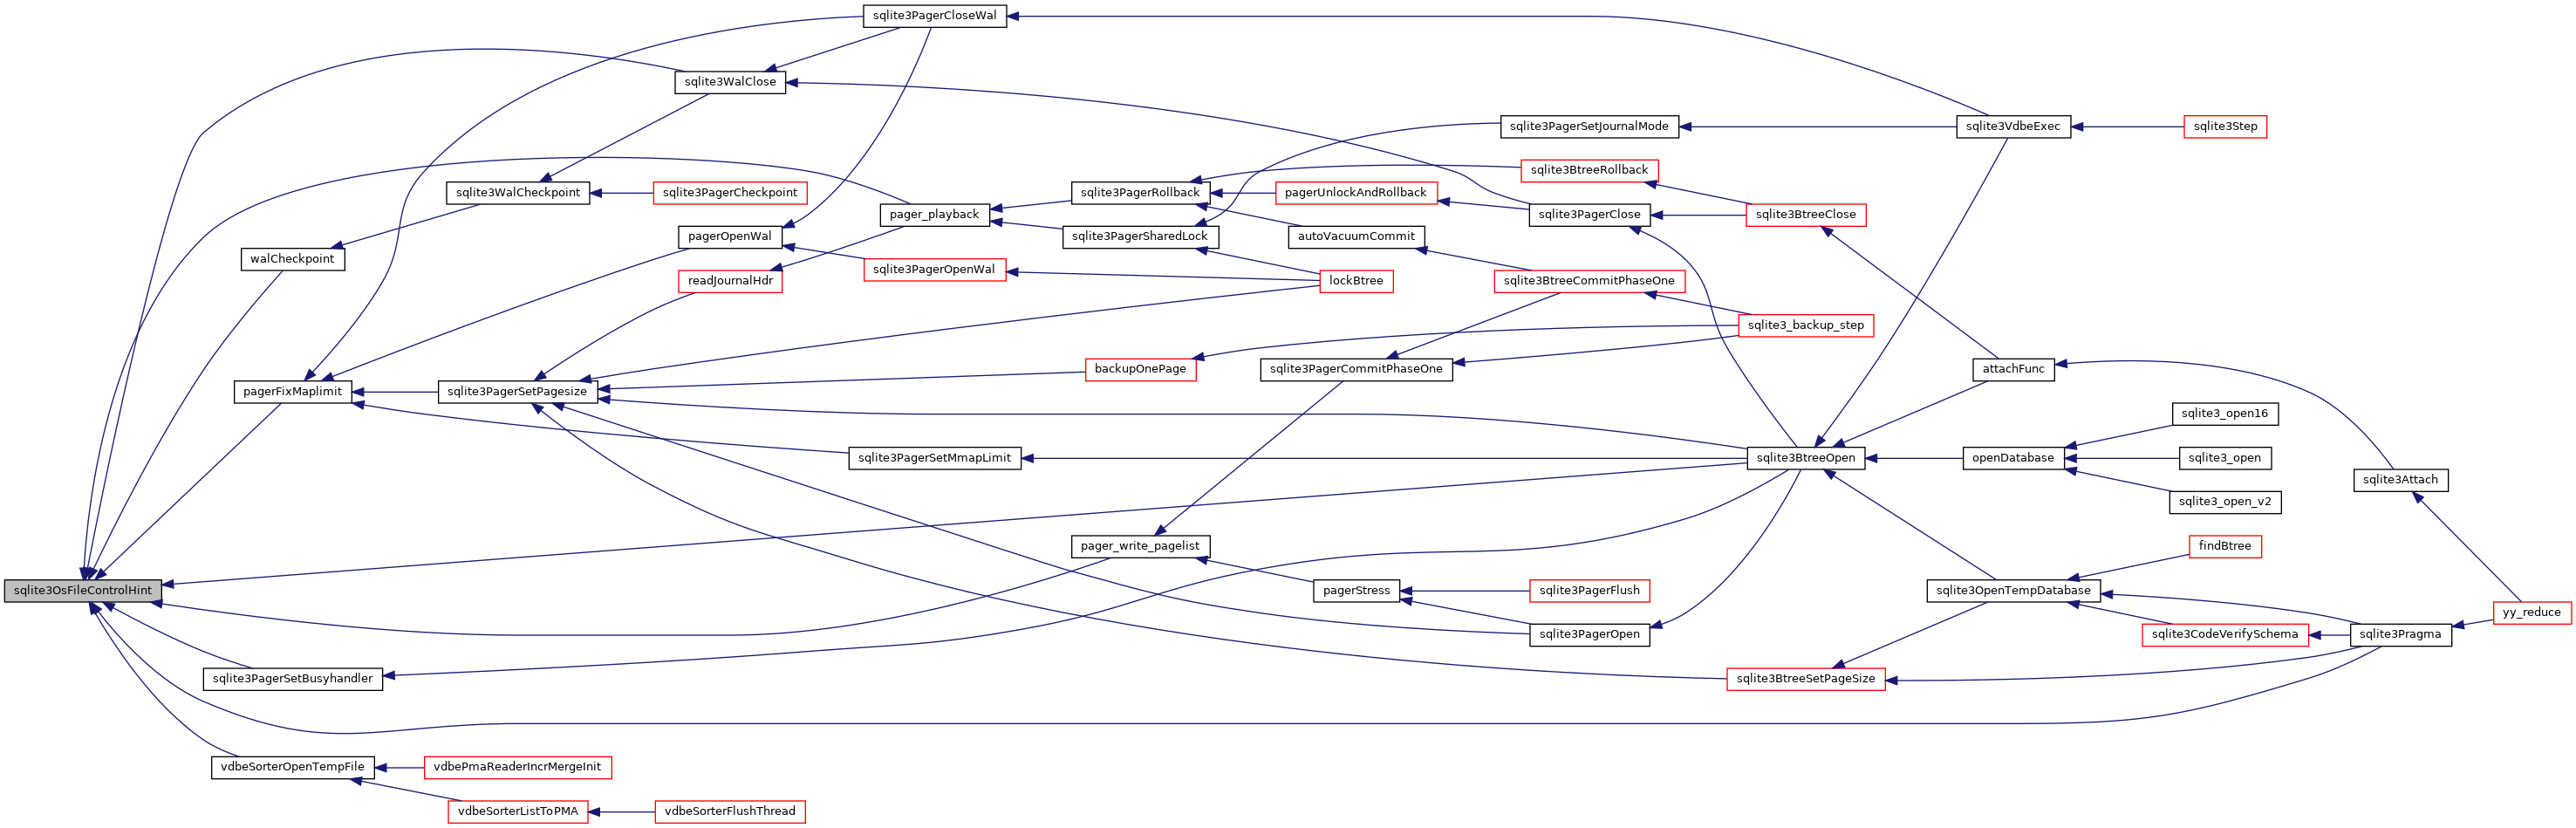 sqlite3PagerCloseWal
sqlite3WalClose
sqlite3PagerSetJournalMode
sqlite3VdbeExec
sqlite3Step
sqlite3BtreeRollback
sqlite3WalCheckpoint
sqlite3PagerCheckpoint
sqlite3PagerRollback
pagerUnlockAndRollback
pager_playback
sqlite3PagerClose
sqlite3BtreeClose
pagerOpenWal
sqlite3PagerSharedLock
autoVacuumCommit
walCheckpoint
sqlite3PagerOpenWal
readJournalHdr
lockBtree
sqlite3BtreeCommitPhaseOne
sqlite3_backup_step
backupOnePage
sqlite3PagerCommitPhaseOne
attachFunc
pagerFixMaplimit
sqlite3PagerSetPagesize
sqlite3_open16
sqlite3PagerSetMmapLimit
sqlite3BtreeOpen
openDatabase
sqlite3_open
sqlite3Attach
sqlite3_open_v2
pager_write_pagelist
findBtree
sqlite3OsFileControlHint
pagerStress
sqlite3PagerFlush
sqlite3OpenTempDatabase
yy_reduce
sqlite3PagerOpen
sqlite3CodeVerifySchema
sqlite3Pragma
sqlite3PagerSetBusyhandler
sqlite3BtreeSetPageSize
vdbeSorterOpenTempFile
vdbePmaReaderIncrMergeInit
vdbeSorterListToPMA
vdbeSorterFlushThread